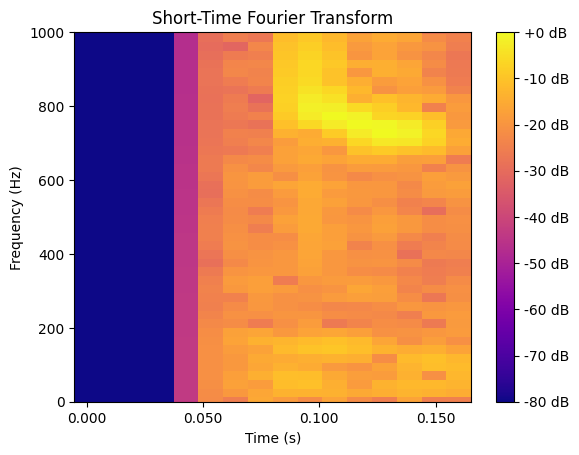 Short-Time Fourier Transform
Frequency (Hz)
1000
800
600
400
200
0
0.000
0.050
0.100
0.150
Time (s)
+0 dB
-10 dB
-20 dB
-30 dB
-40 dB
-50 dB
-60 dB
-70 dB
-80 dB